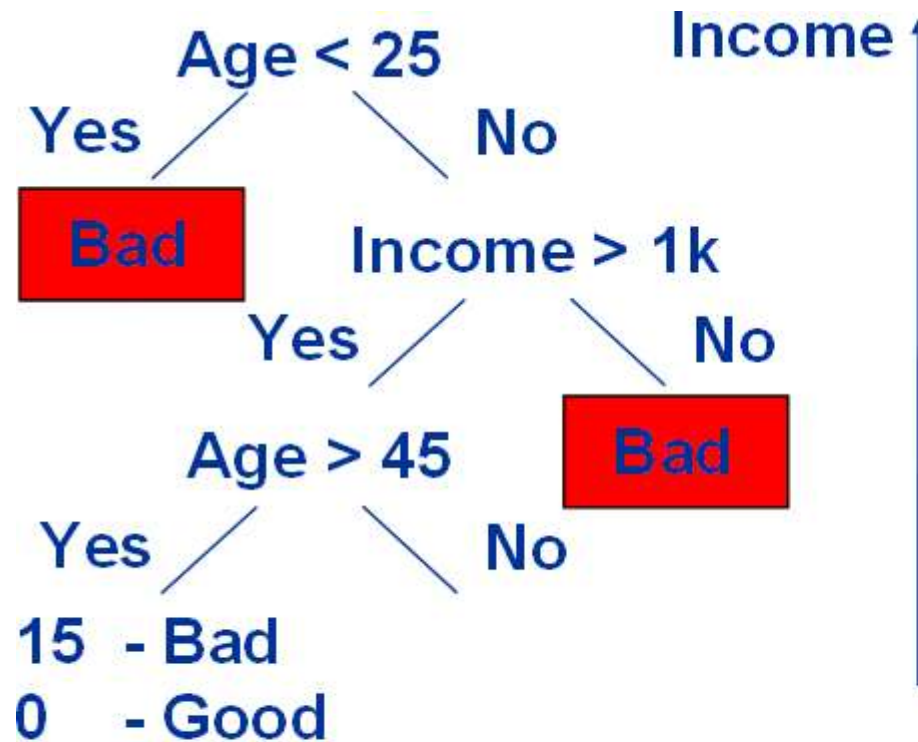 Age < 25
Income
Yes
No
Bad
Income > 1k
Yes
No
Age > 45
Bad
Yes
No
15 - Bad
0 - Good